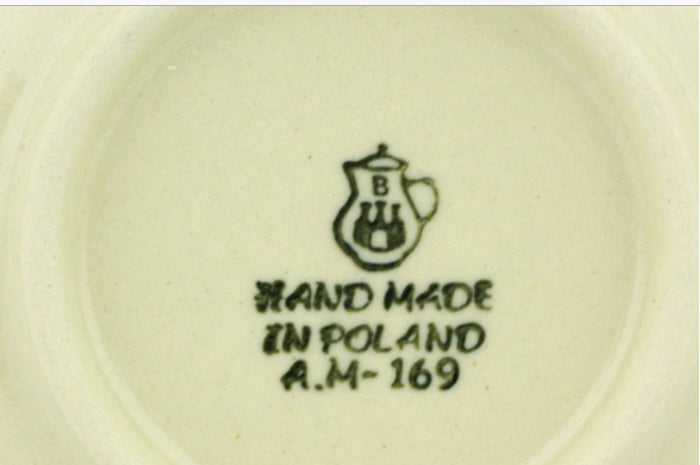 B
HAND MADE
IN POLAND
A.M-169